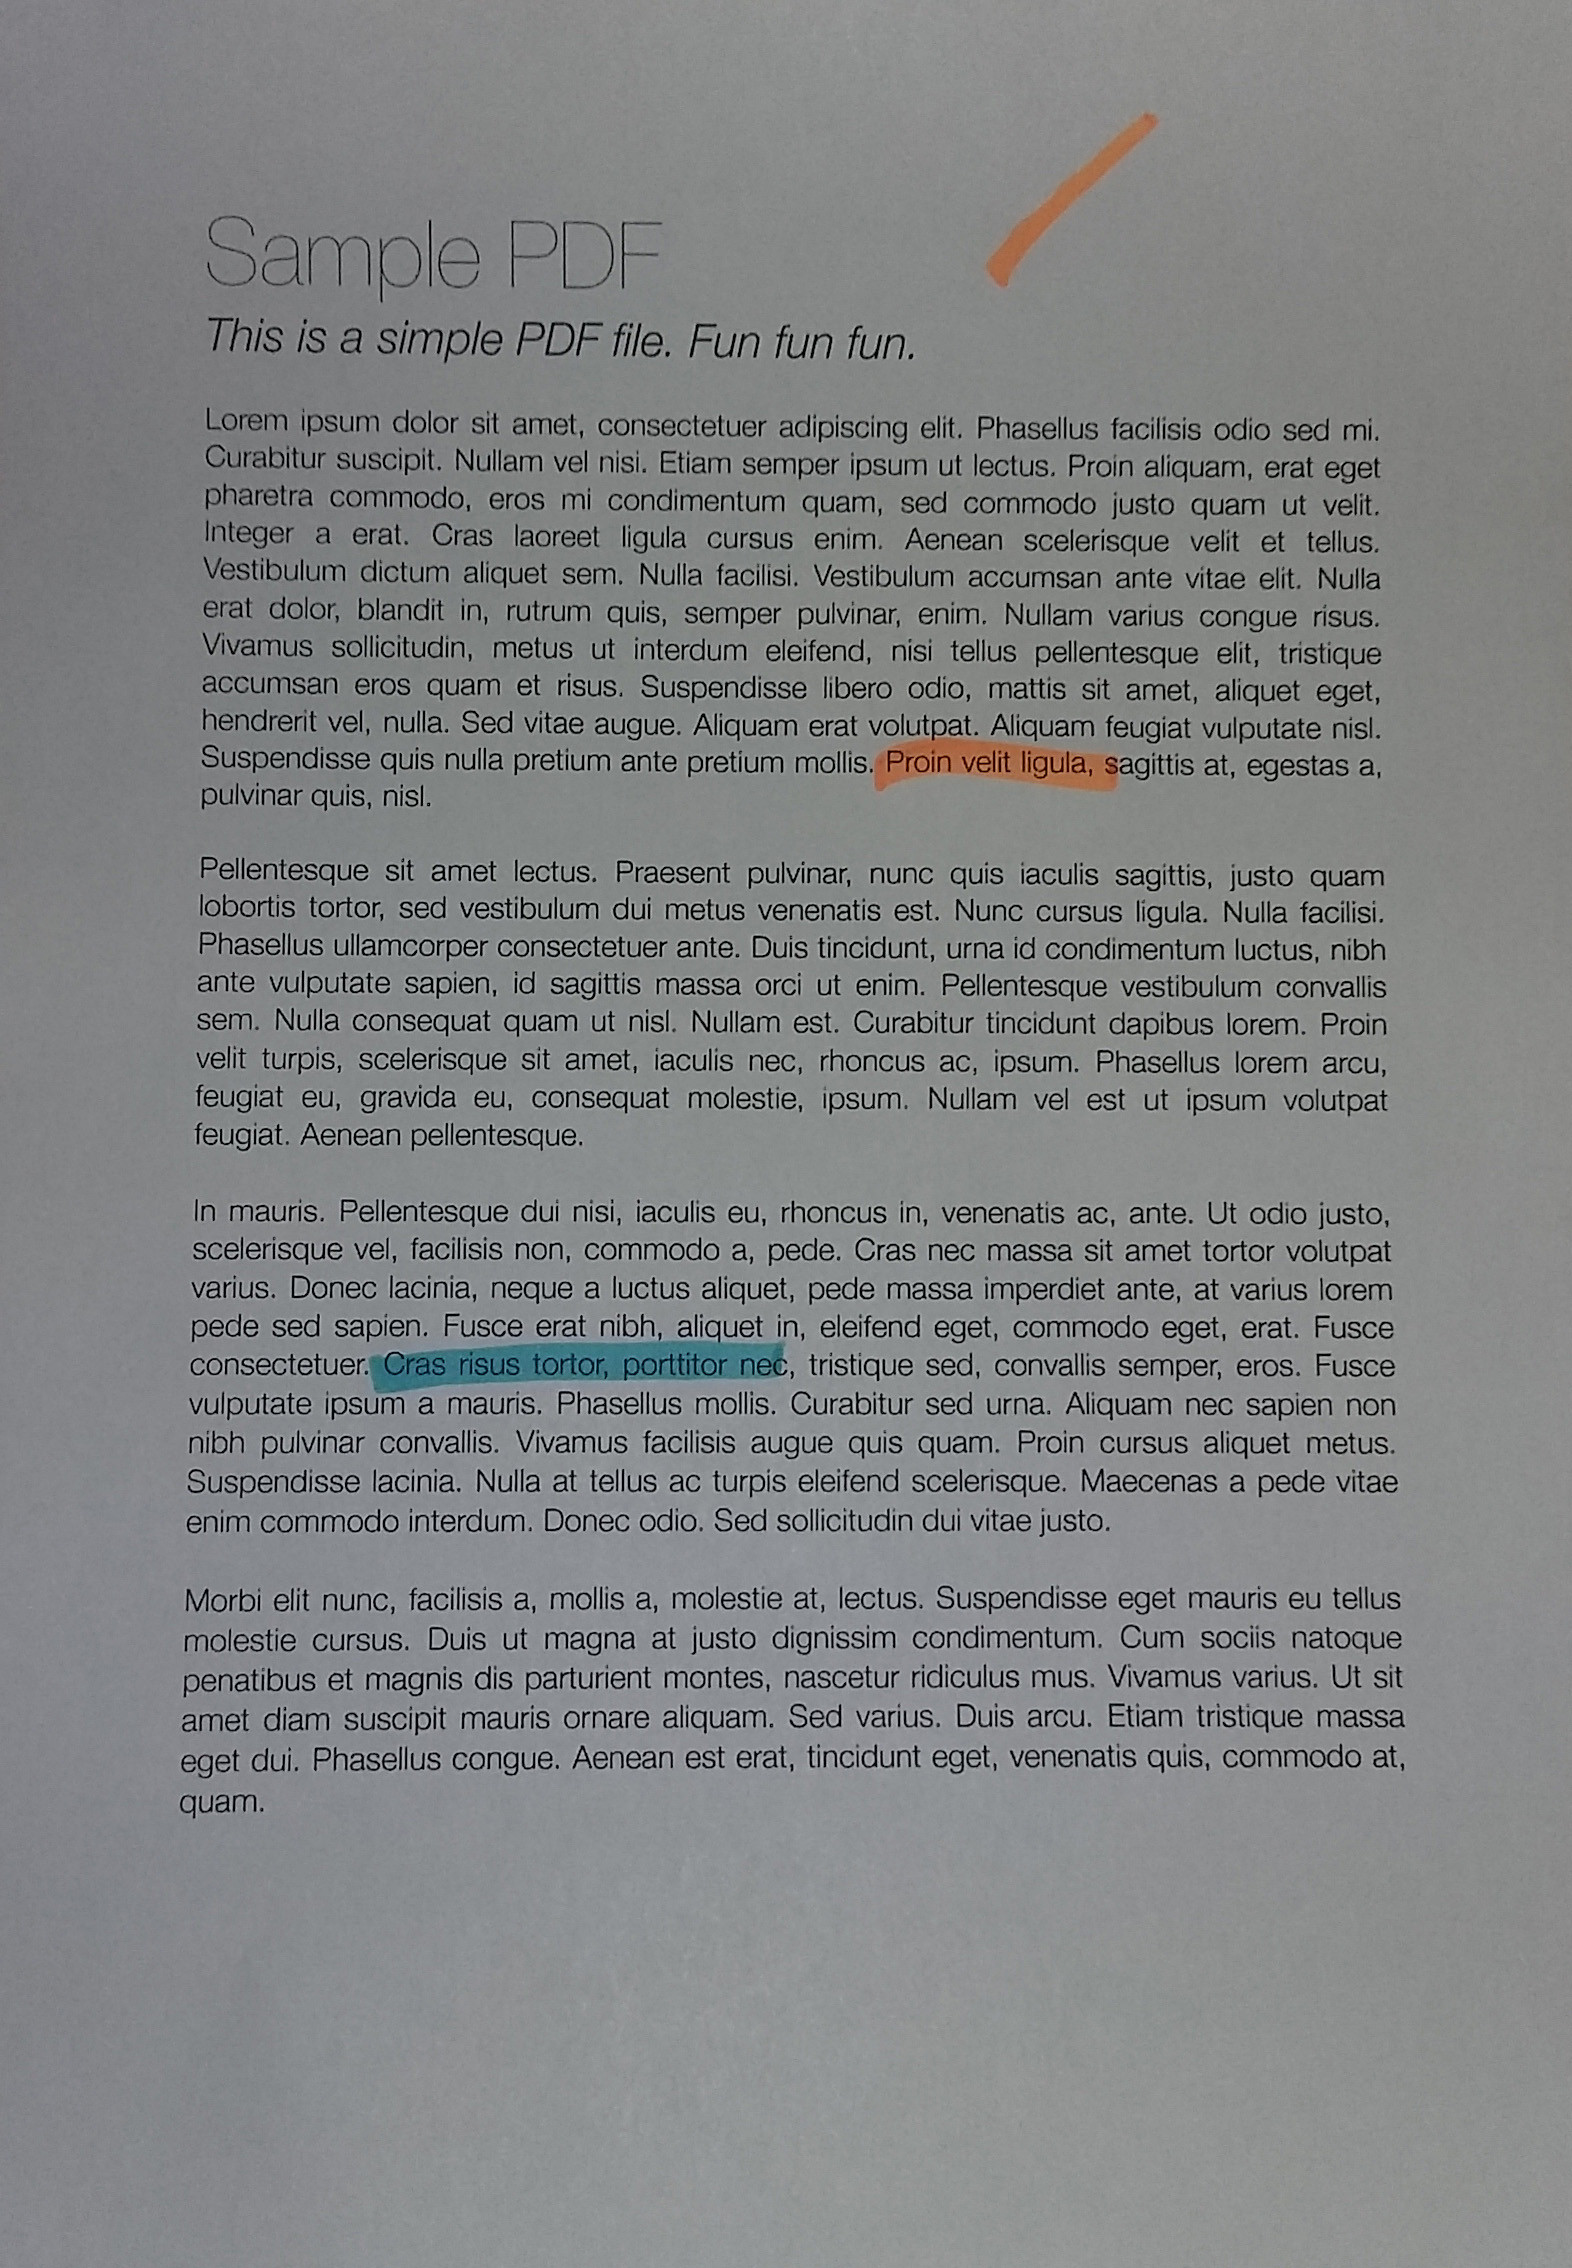 Sample PDF
This is a simple PDF file. Fun fun fun.
Lorem ipsum dolor sit amet, consectetuer adipiscing elit. Phasellus facilisis odio sed mi.
Curabitur suscipit. Nullam vel nisi. Etiam semper ipsum ut lectus. Proin aliquam, erat eget
pharetra commodo, eros mi condimentum quam, sed commodo justo quam ut velit.
Integer a erat. Cras laoreet ligula cursus enim. Aenean scelerisque velit et tellus.
Vestibulum dictum aliquet sem. Nulla facilisi. Vestibulum accumsan ante vitae elit. Nulla
erat dolor, blandit in, rutrum quis, semper pulvinar, enim. Nullam varius congue risus.
Vivamus sollicitudin, metus ut interdum eleifend, nisi tellus pellentesque elit, tristique
accumsan eros quam et risus. Suspendisse libero odio, mattis sit amet, aliquet eget,
hendrerit vel, nulla. Sed vitae augue. Aliquam erat volutpat. Aliquam feugiat vulputate nisl.
Suspendisse quis nulla pretium ante pretium mollis. Proin velit ligula, sagittis at, egestas a,
pulvinar quis, nisl.
Pellentesque sit amet lectus. Praesent pulvinar, nunc quis iaculis sagittis, justo quam
lobortis tortor, sed vestibulum dui metus venenatis est. Nunc cursus ligula. Nulla facilisi.
Phasellus ullamcorper consectetuer ante. Duis tincidunt, urna id condimentum luctus, nibh
ante vulputate sapien, id sagittis massa orci ut enim. Pellentesque vestibulum convallis
sem. Nulla consequat quam ut nisl. Nullam est. Curabitur tincidunt dapibus lorem. Proin
velit turpis, scelerisque sit amet, iaculis nec, rhoncus ac, ipsum. Phasellus lorem arcu,
feugiat eu, gravida eu, consequat molestie, ipsum. Nullam vel est ut ipsum volutpat
feugiat. Aenean pellentesque.
In mauris. Pellentesque dui nisi, iaculis eu, rhoncus in, venenatis ac, ante. Ut odio justo,
scelerisque vel, facilisis non, commodo a, pede. Cras nec massa sit amet tortor volutpat
varius. Donec lacinia, neque a luctus aliquet, pede massa imperdiet ante, at varius lorem
pede sed sapien. Fusce erat nibh, aliquet in, eleifend eget, commodo eget, erat. Fusce
consectetuer. Cras risus tortor, porttitor nec, tristique sed, convallis semper, eros. Fusce
vulputate ipsum a mauris. Phasellus mollis. Curabitur sed urna. Aliquam nec sapien non
nibh pulvinar convallis. Vivamus facilisis augue quis quam. Proin cursus aliquet metus.
Suspendisse lacinia. Nulla at tellus ac turpis eleifend scelerisque. Maecenas a pede vitae
enim commodo interdum. Donec odio. Sed sollicitudin dui vitae justo.
Morbi elit nunc, facilisis a, mollis a, molestie at, lectus. Suspendisse eget mauris eu tellus
molestie cursus. Duis ut magna at justo dignissim condimentum. Cum sociis natoque
penatibus et magnis dis parturient montes, nascetur ridiculus mus. Vivamus varius. Ut sit
amet diam suscipit mauris ornare aliquam. Sed varius. Duis arcu. Etiam tristique massa
eget dui. Phasellus congue. Aenean est erat, tincidunt eget, venenatis quis, commodo at,
quam.